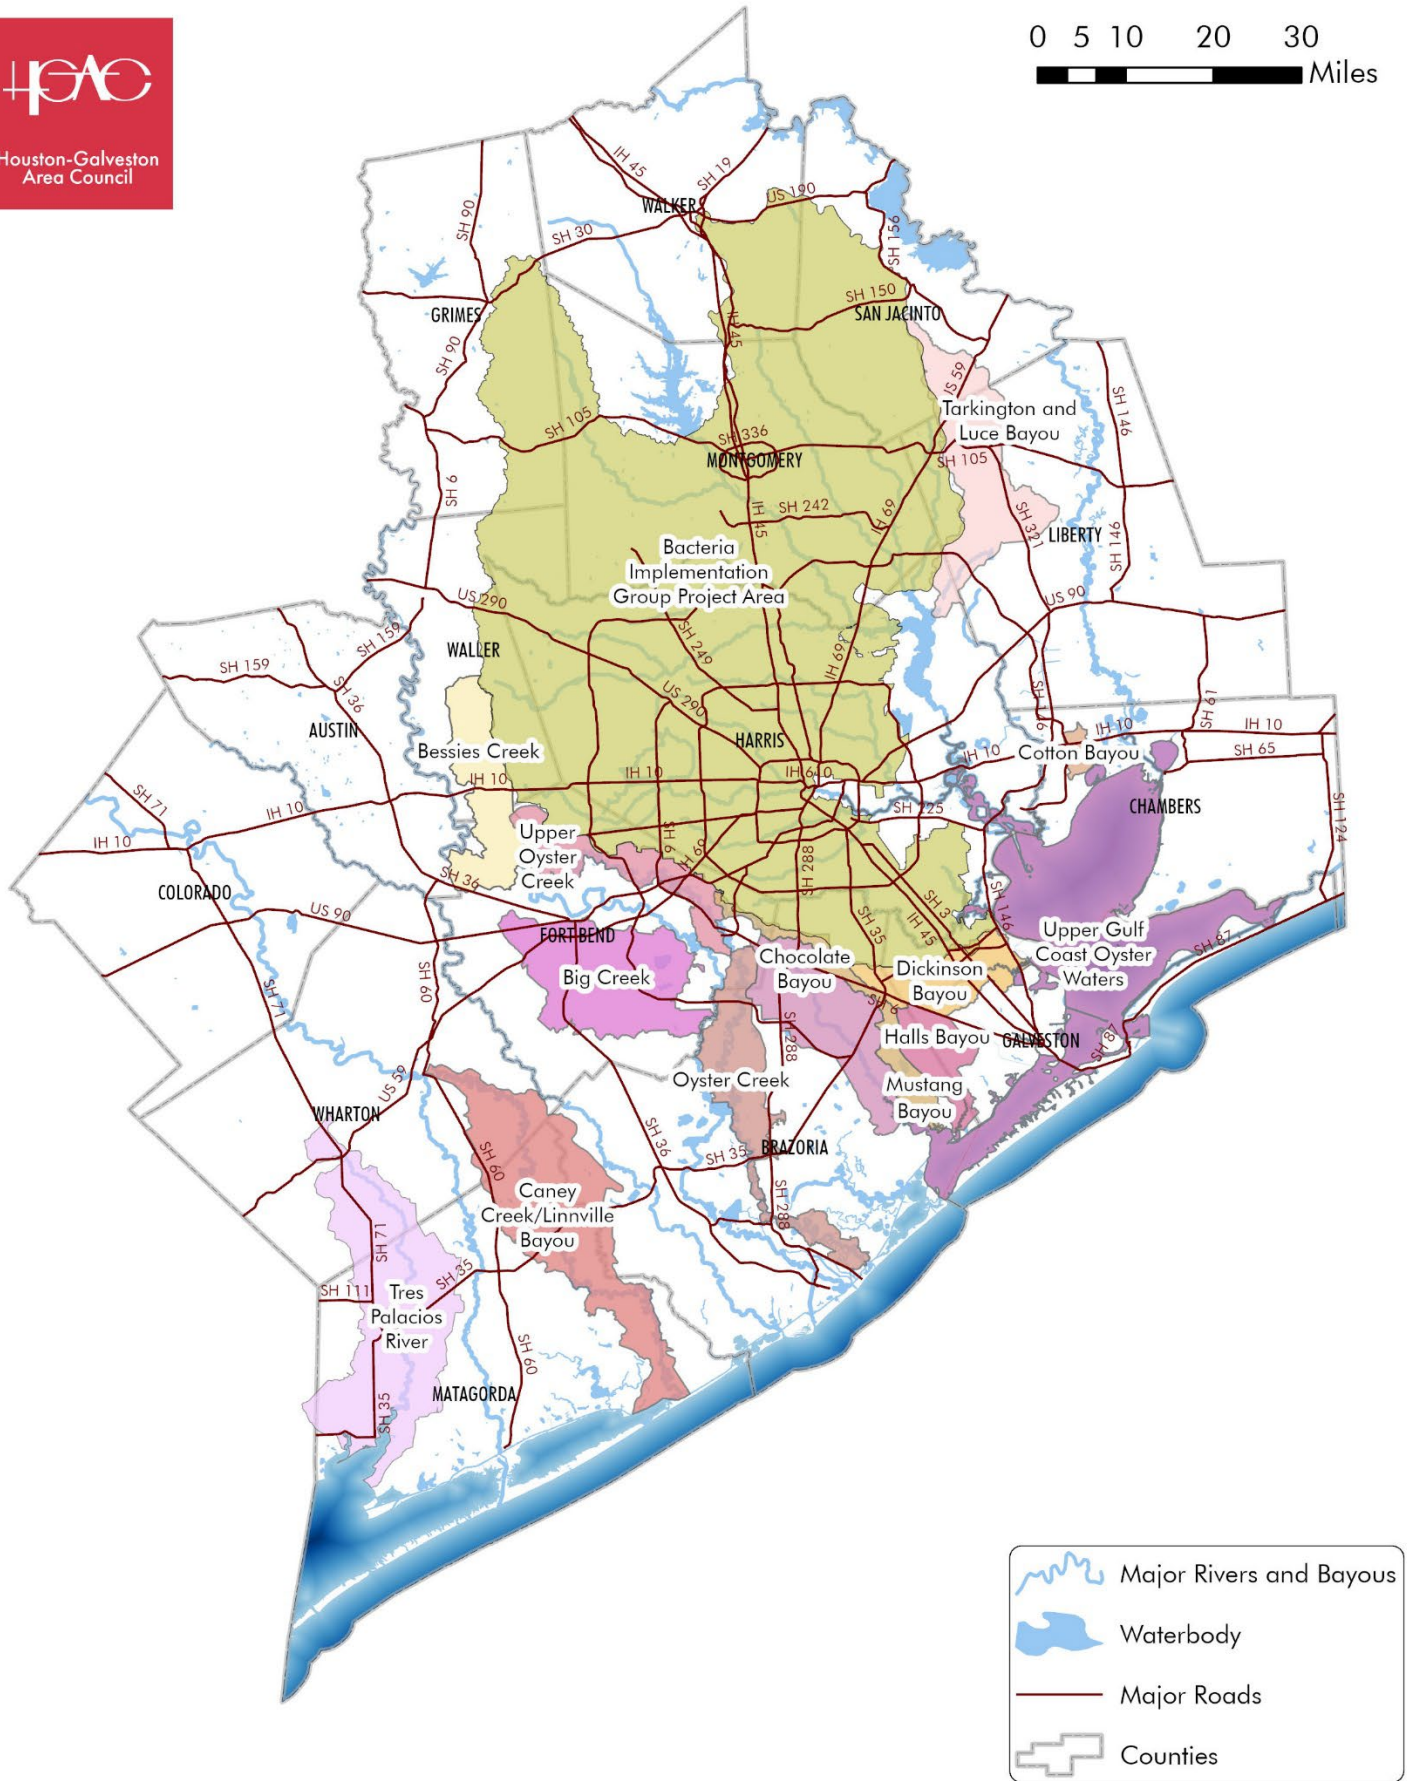 Houston-Galveston
Area Council
0 5 10 20 30
Miles
IH 45
SH 19
US 190
WALKER
SH 90
SH 30
SH 156
SH 150
SAN JACINTO
GRIMES
IH 45
SH 90
US 59
SH 146
Tarkington and
Luce Bayou
SH 105
SH 336
MONTGOMERY
SH 105
SH 6
SH 242
IH 45
IH 69
SH 321
LIBERTY
SH 146
Bacteria
Implementation
Group Project Area
US 290
US 90
SH 159
SH 249
WALLER
IH 69
SH 159
SH 36
US 290
SH 146
SH 61
AUSTIN
HARRIS
IH 10
IH 10
Bessies Creek
IH 10
Cotton Bayou
SH 65
IH 10
IH 10
IH 610
SH 71
IH 10
SH 225
CHAMBERS
SH 124
IH 10
Upper
Oyster
Creek
SH 6
IH 69
SH 288
SH 36
COLORADO
SH 3
SH 146
US 90
SH 35
IH 45
FORT BEND
Upper Gulf
Coast Oyster
Waters
SH 87
Chocolate
Bayou
Dickinson
Bayou
Big Creek
SH 60
SH 71
SH 6
SH 288
Halls Bayou
GALVESTON
SH 87
Oyster Creek
Mustang
Bayou
US 59
WHARTON
SH 36
SH 35
BRAZORIA
SH 60
Caney
Creek/Linnville
Bayou
SH 288
SH 71
SH 35
SH 111
Tres
Palacios
River
SH 60
MATAGORDA
SH 35
Major Rivers and Bayous
Waterbody
Major Roads
Counties